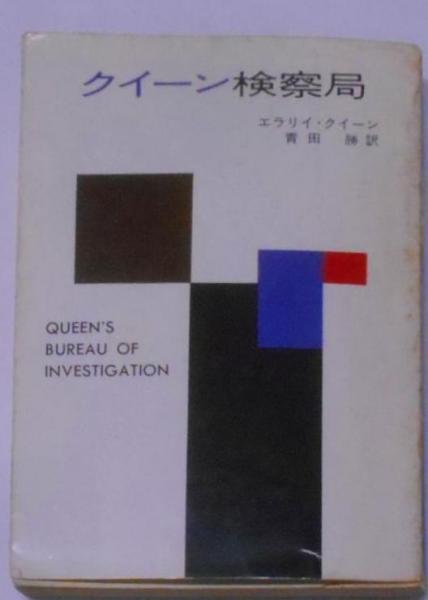 クイーン検察局
エラリイ・クイーン
青田 勝訳
QUEEN'S
BUREAU OF
INVESTIGATION